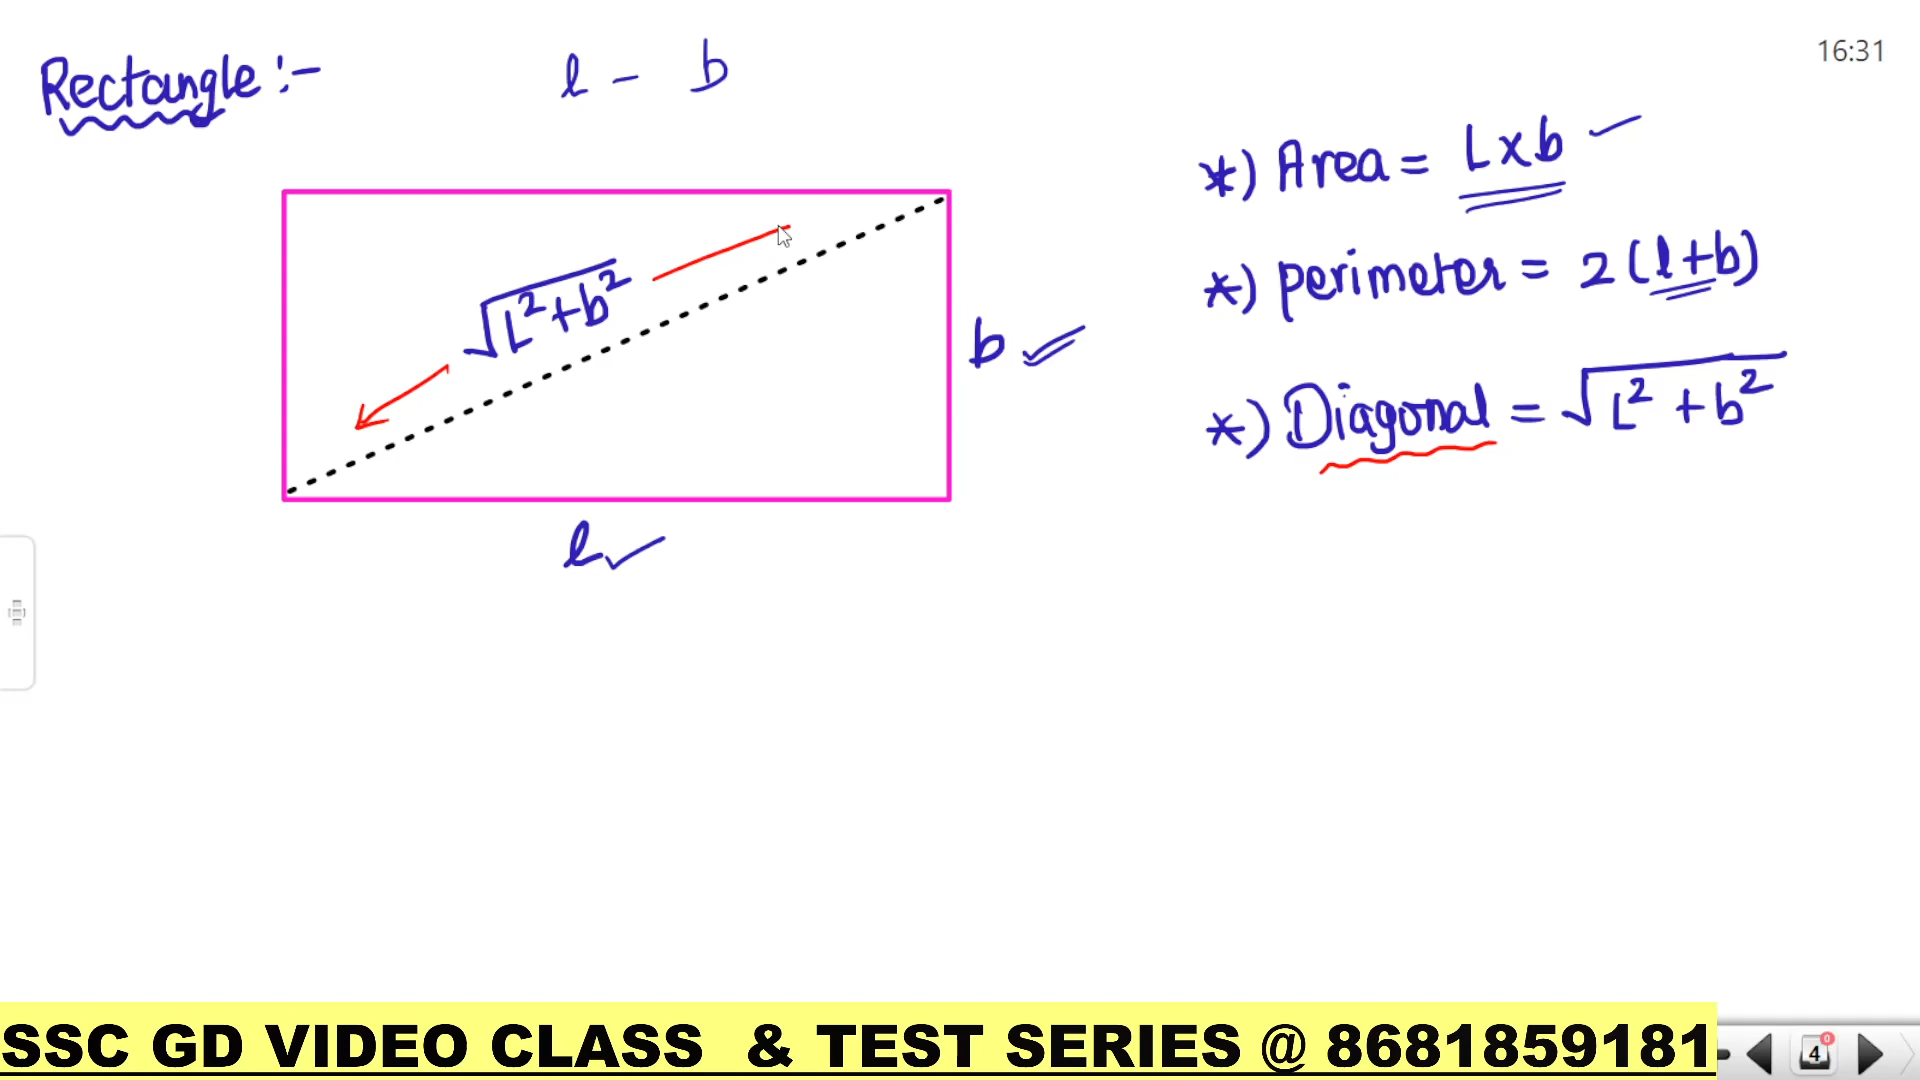 Rectangle :-
l - b
16:31
*) Area = L x b
*) perimeter = 2 (l+b)
√L²+b²
b
*) Diagonal = √L² + b²
l
SSC GD VIDEO CLASS & TEST SERIES @ 8681859181
4
0